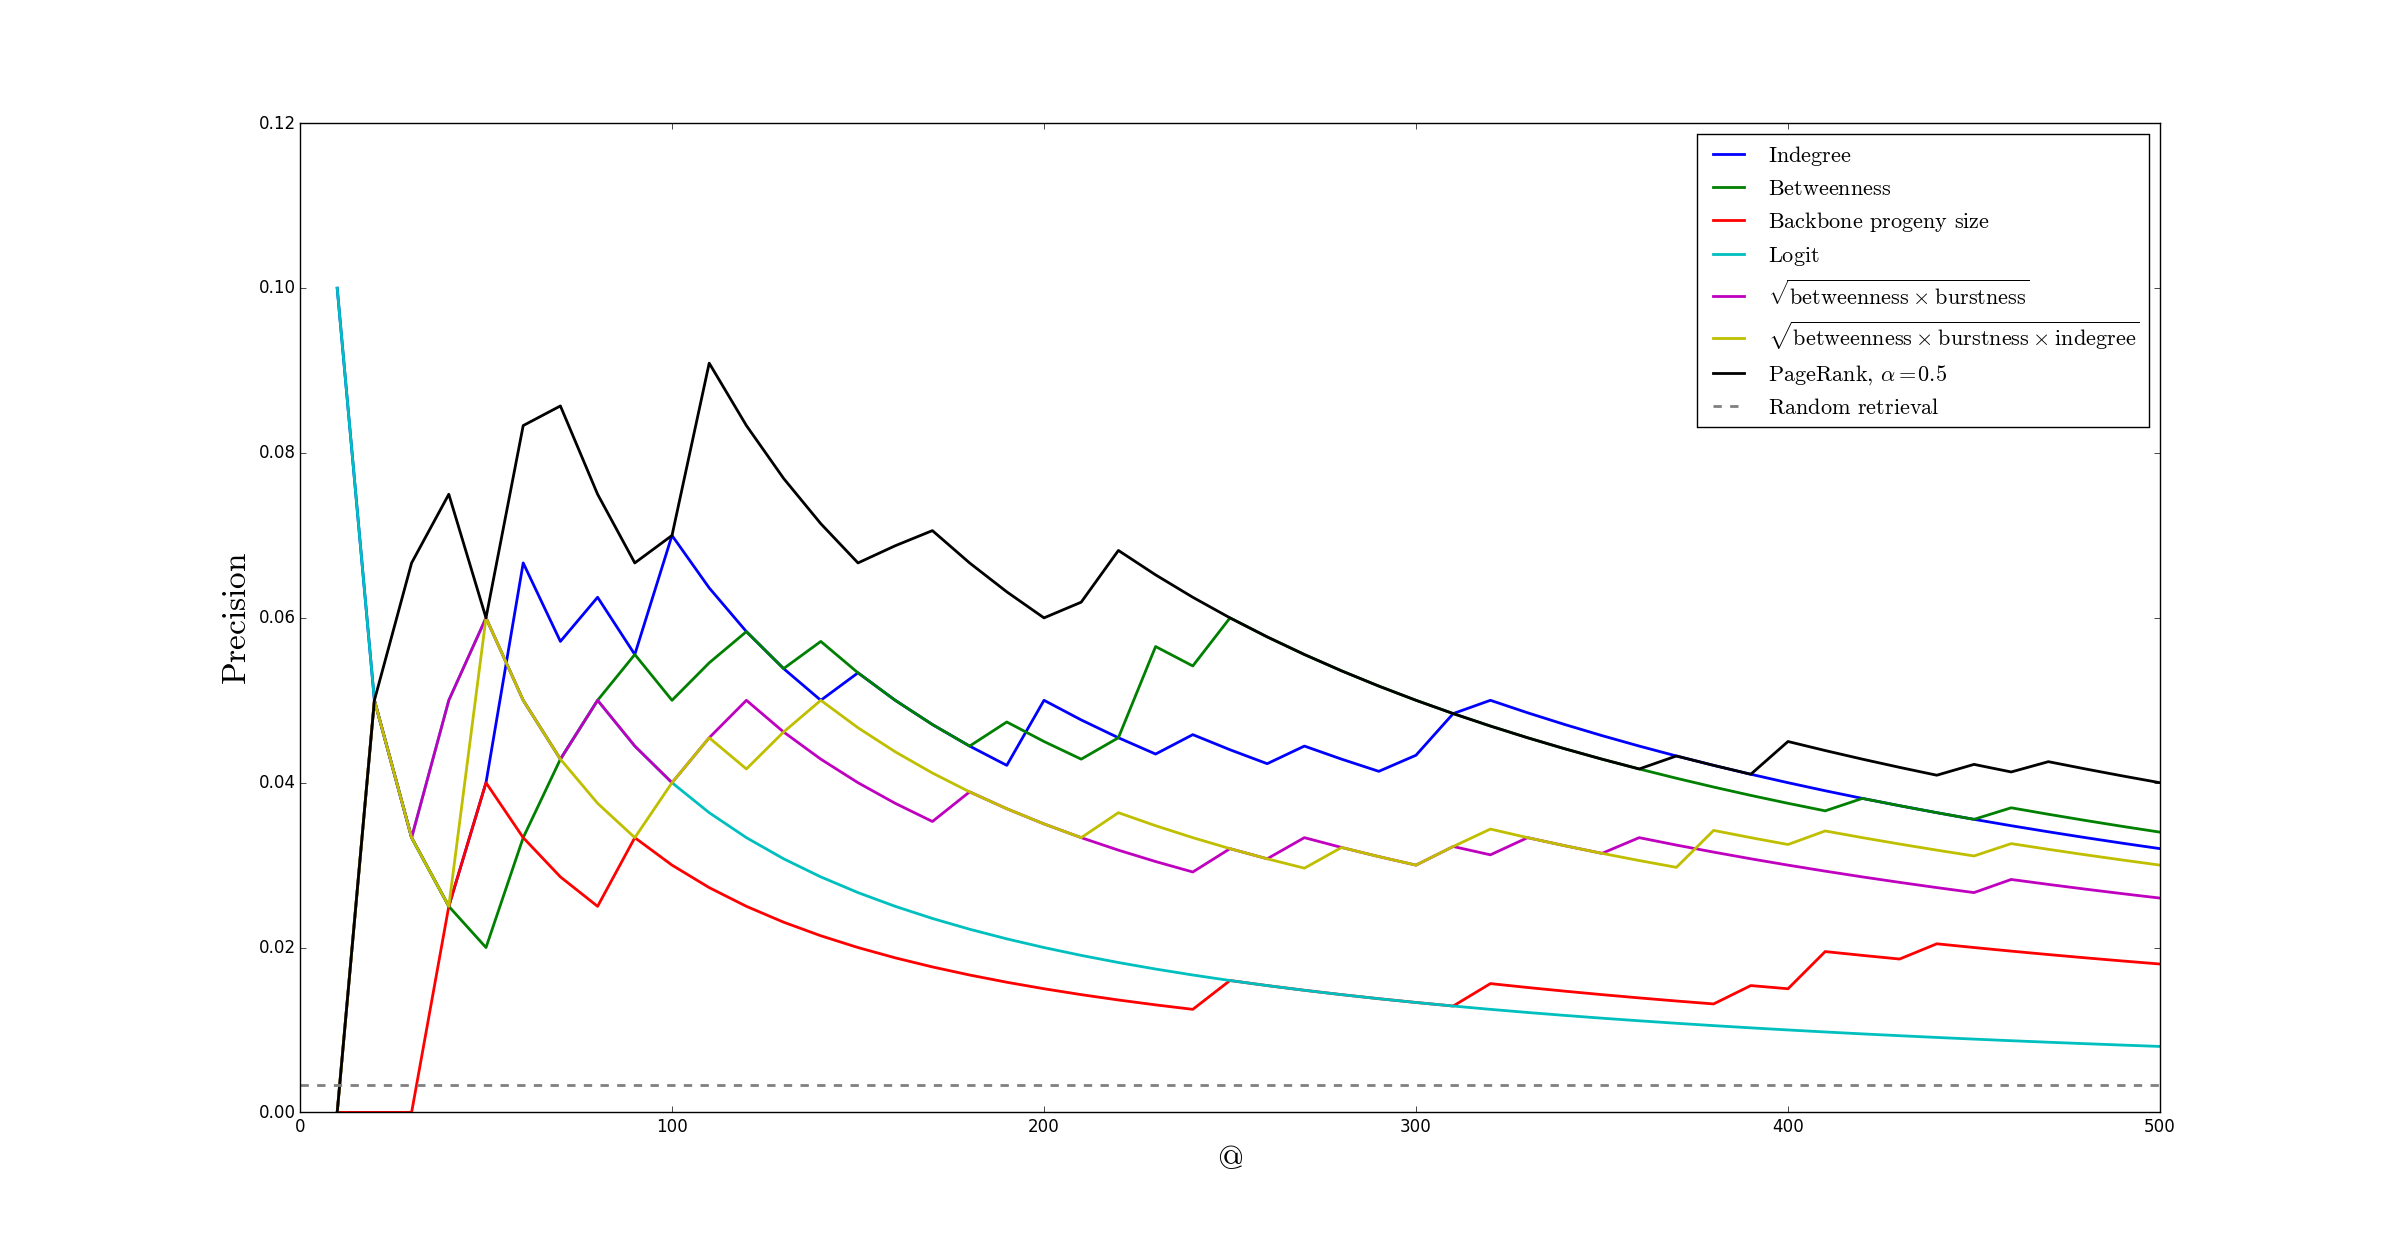 0.12
0.10
0.08
0.06
0.04
0.02
0.00
Precision
0
100
200
300
400
500
@
Indegree
Betweenness
Backbone progeny size
Logit
√betweenness × burstness
√betweenness × burstness × indegree
PageRank, α = 0.5
Random retrieval